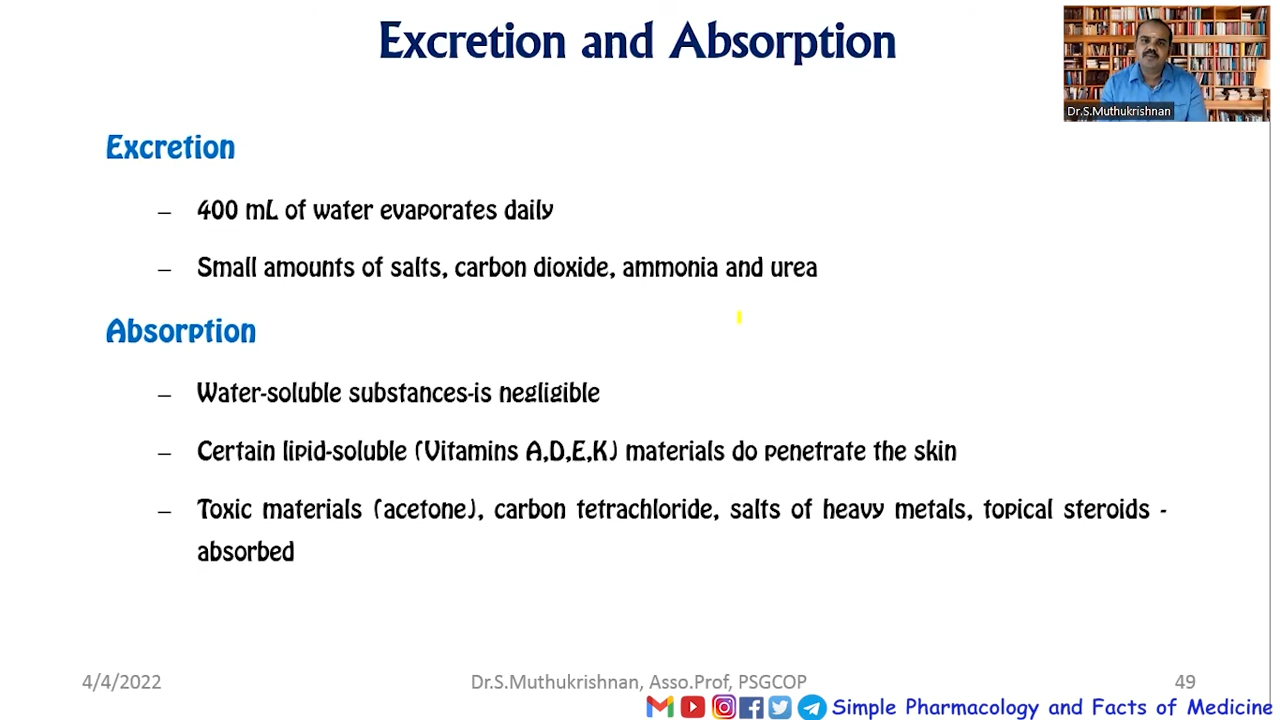 Excretion and Absorption
Dr.S.Muthukrishnan
Excretion
– 400 mL of water evaporates daily
– Small amounts of salts, carbon dioxide, ammonia and urea
Absorption
– Water-soluble substances-is negligible
– Certain lipid-soluble (Vitamins A,D,E,K) materials do penetrate the skin
– Toxic materials (acetone), carbon tetrachloride, salts of heavy metals, topical steroids -
absorbed
4/4/2022
Dr.S.Muthukrishnan, Asso.Prof, PSGCOP
49
Simple Pharmacology and Facts of Medicine